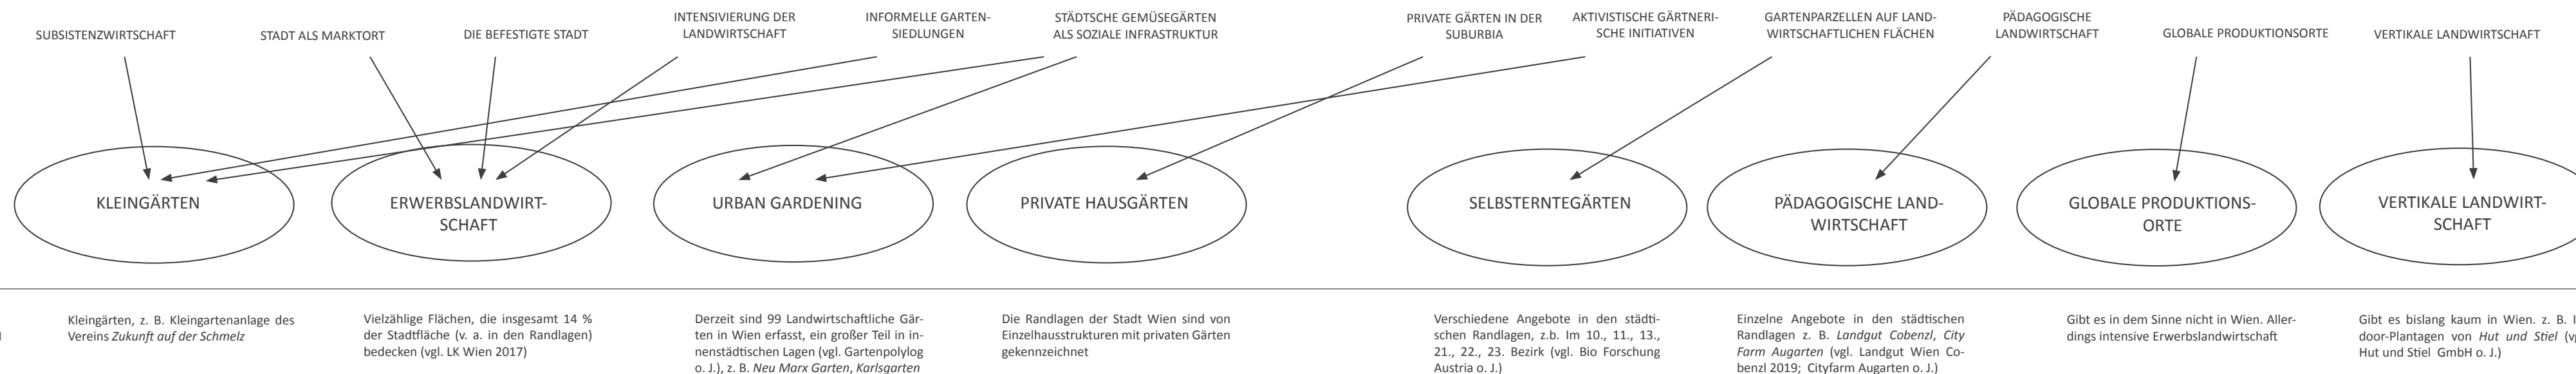 SUBSISTENZWIRTSCHAFT
STADT ALS MARKTORT
DIE BEFESTIGTE STADT
INTENSIVIERUNG DER
LANDWIRTSCHAFT
INFORMELLE GARTEN-
SIEDLUNGEN
STÄDTSCHE GEMÜSEGÄRTEN
ALS SOZIALE INFRASTRUKTUR
PRIVATE GÄRTEN IN DER
SUBURBIA
AKTIVISTISCHE GÄRTNERI-
SCHE INITIATIVEN
GARTENPARZELLEN AUF LAND-
WIRTSCHAFTLICHEN FLÄCHEN
PÄDAGOGISCHE
LANDWIRTSCHAFT
GLOBALE PRODUKTIONSORTE
VERTIKALE LANDWIRTSCHAFT
KLEINGÄRTEN
ERWERBSLANDWIRT-
SCHAFT
URBAN GARDENING
PRIVATE HAUSGÄRTEN
SELBSTERNTEGÄRTEN
PÄDAGOGISCHE LAND-
WIRTSCHAFT
GLOBALE PRODUKTIONS-
ORTE
VERTIKALE LANDWIRT-
SCHAFT
Kleingärten, z. B. Kleingartenanlage des
Vereins Zukunft auf der Schmelz
Vielzählige Flächen, die insgesamt 14 %
der Stadtfläche (v. a. in den Randlagen)
bedecken (vgl. LK Wien 2017)
Derzeit sind 99 Landwirtschaftliche Gär-
ten in Wien erfasst, ein großer Teil in in-
nenstädtischen Lagen (vgl. Gartenpolylog
o. J.), z. B. Neu Marx Garten, Karlsgarten
Die Randlagen der Stadt Wien sind von
Einzelhausstrukturen mit privaten Gärten
gekennzeichnet
Verschiedene Angebote in den städti-
schen Randlagen, z.b. Im 10., 11., 13.,
21., 22., 23. Bezirk (vgl. Bio Forschung
Austria o. J.)
Einzelne Angebote in den städtischen
Randlagen z. B. Landgut Cobenzl, City
Farm Augarten (vgl. Landgut Wien Co-
benzl 2019; Cityfarm Augarten o. J.)
Gibt es in dem Sinne nicht in Wien. Aller-
dings intensive Erwerbslandwirtschaft
Gibt es bislang kaum in Wien. z. B. I
door-Plantagen von Hut und Stiel (v
Hut und Stiel GmbH o. J.)